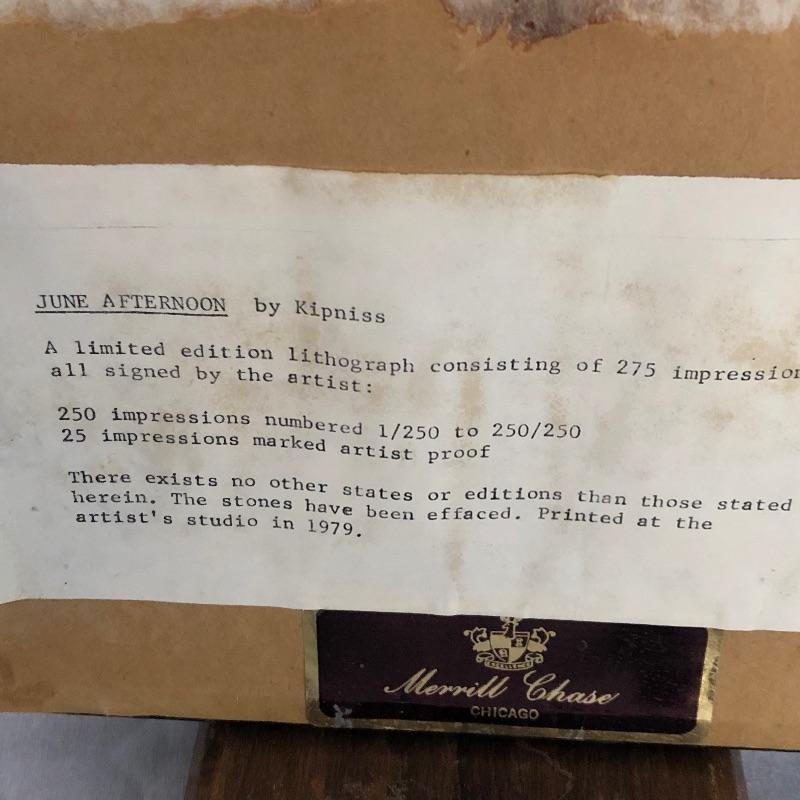 JUNE AFTERNOON by Kipniss
A limited edition lithograph consisting of 275 impression
all signed by the artist:
250 impressions numbered 1/250 to 250/250
25 impressions marked artist proof
There exists no other states or editions than those stated
herein. The stones have been effaced. Printed at the
artist's studio in 1979.
Merrill Chase
CHICAGO